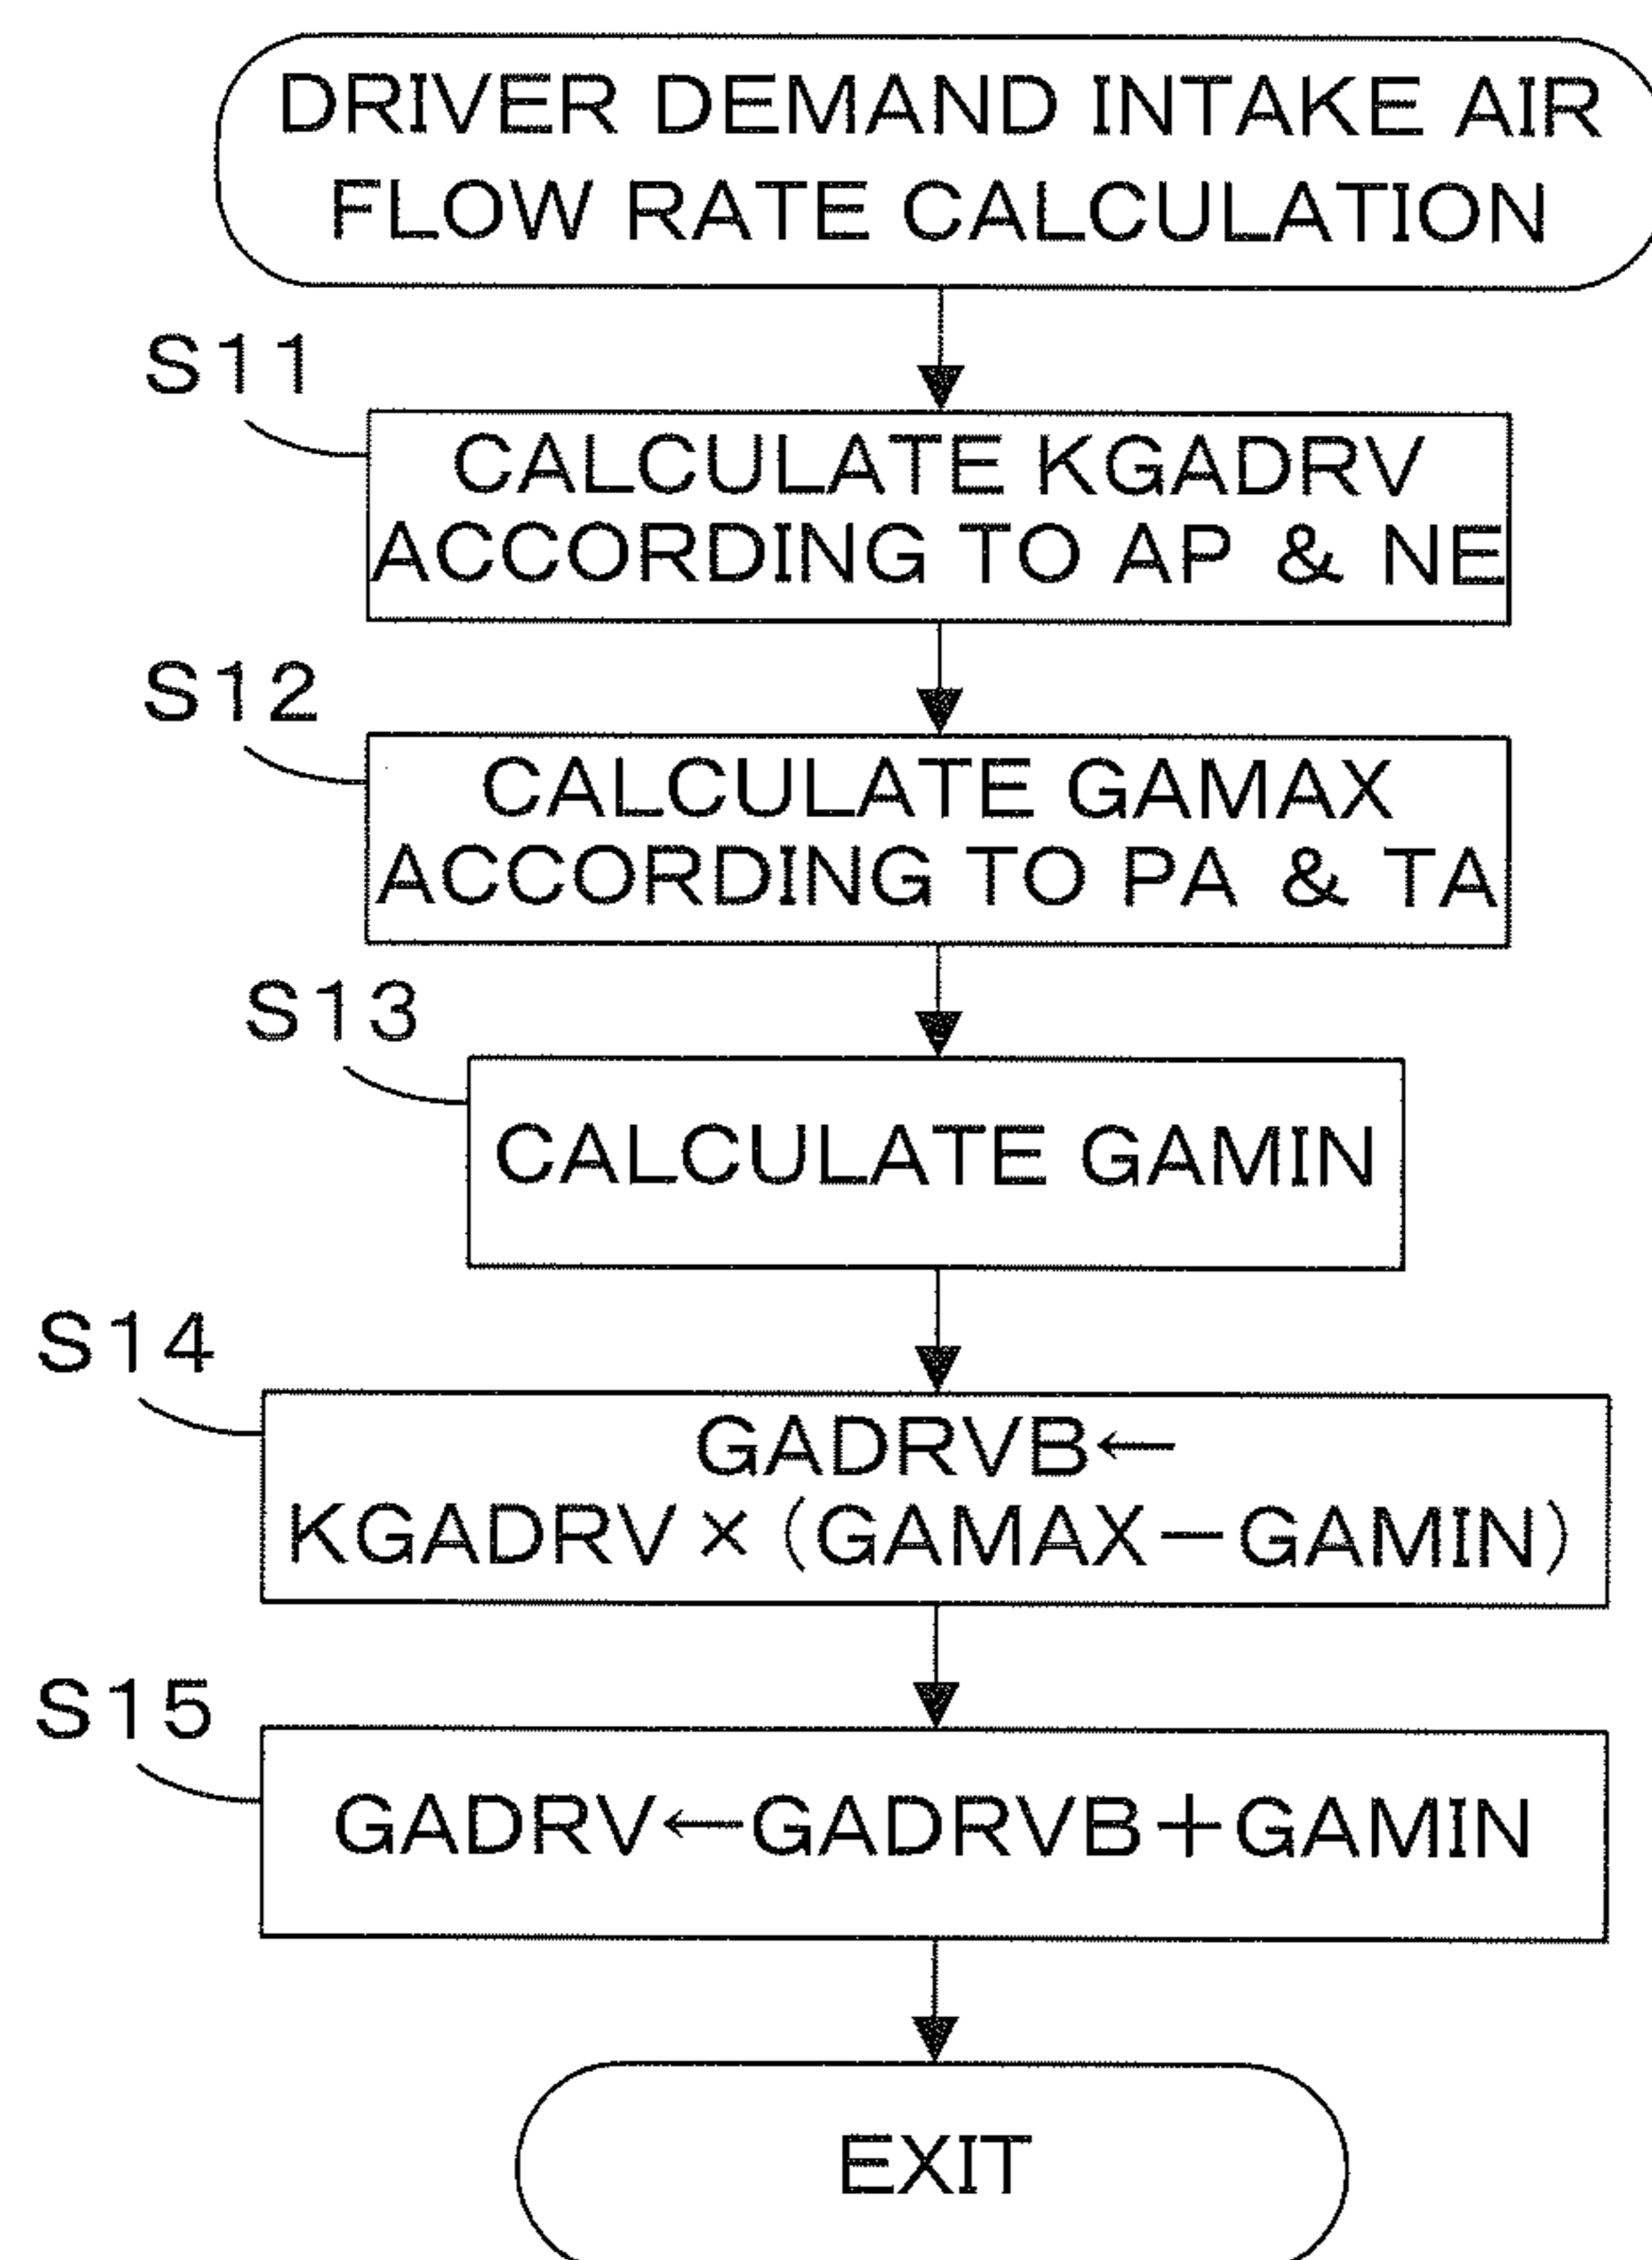 DRIVER DEMAND INTAKE AIR
FLOW RATE CALCULATION
S11
CALCULATE KGADRV
ACCORDING TO AP & NE
S12
CALCULATE GAMAX
ACCORDING TO PA & TA
S13
CALCULATE GAMIN
S14
GADRVB←
KGADRV×(GAMAX−GAMIN)
S15
GADRV←GADRVB+GAMIN
EXIT